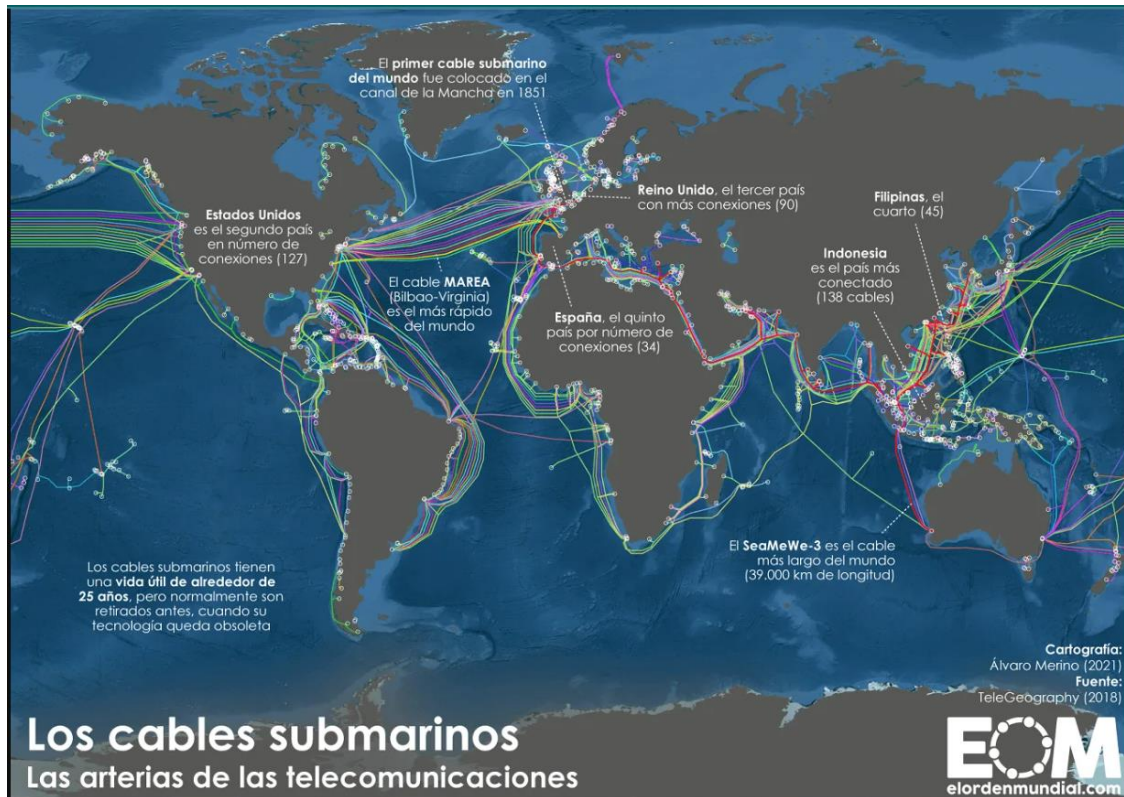 El primer cable submarino
del mundo fue colocado en el
canal de la Mancha en 1851
Reino Unido, el tercer país
con más conexiones (90)
Filipinas, el
cuarto (45)
Estados Unidos
es el segundo país
en número de
conexiones (127)
Indonesia
es el país más
conectado
(138 cables)
El cable MAREA
(Bilbao-Virginia)
es el más rápido
del mundo
España, el quinto
país por número de
conexiones (34)
El SeaMeWe-3 es el cable
más largo del mundo
(39.000 km de longitud)
Los cables submarinos tienen
una vida útil de alrededor de
25 años, pero normalmente son
retirados antes, cuando su
tecnología queda obsoleta
Cartografía:
Álvaro Merino (2021)
Fuente:
TeleGeography (2018)
Los cables submarinos
Las arterias de las telecomunicaciones
EOM
elordenmundial.com